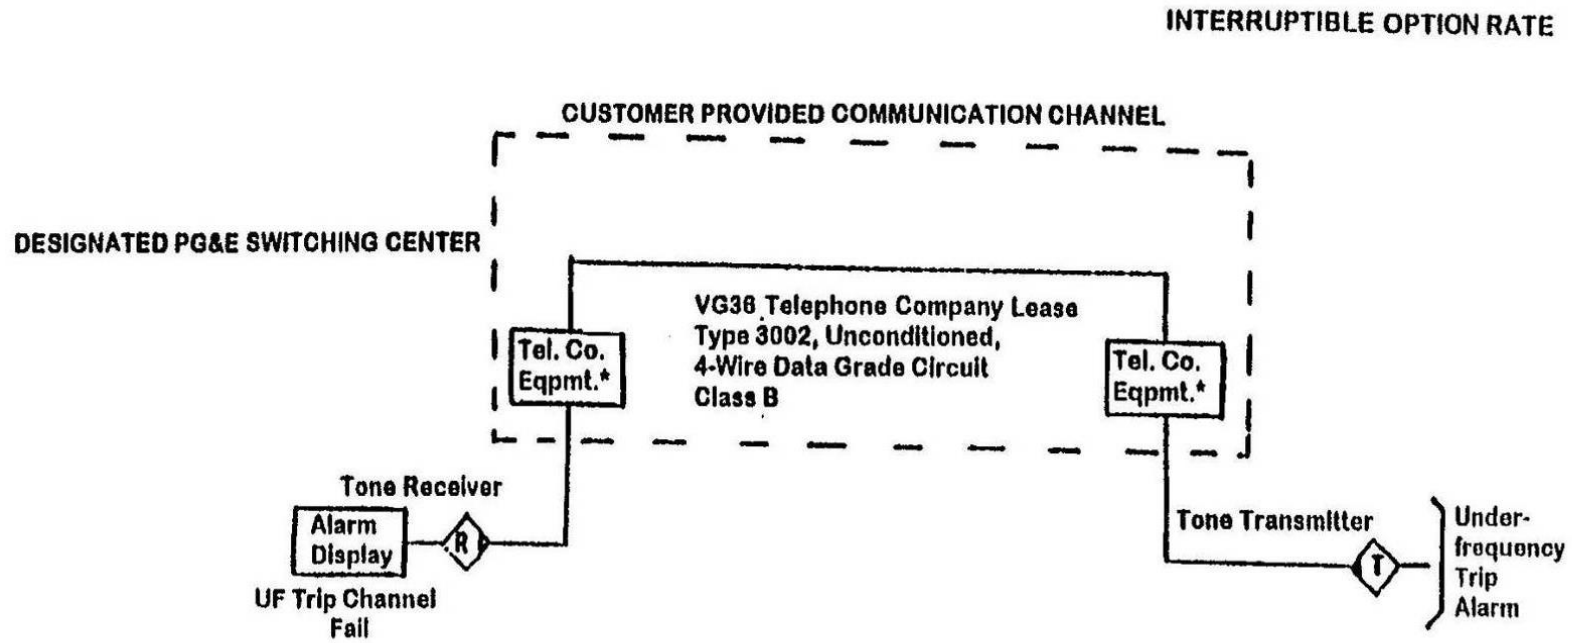 INTERRUPTIBLE OPTION RATE
CUSTOMER PROVIDED COMMUNICATION CHANNEL
DESIGNATED PG&E SWITCHING CENTER
VG36 Telephone Company Lease
Type 3002, Unconditioned,
4-Wire Data Grade Circuit
Class B
Tel. Co.
Eqpmt.*
Tel. Co.
Eqpmt.*
Tone Receiver
Alarm
Display
R
UF Trip Channel
Fail
Tone Transmitter
T
Under-
frequency
Trip
Alarm